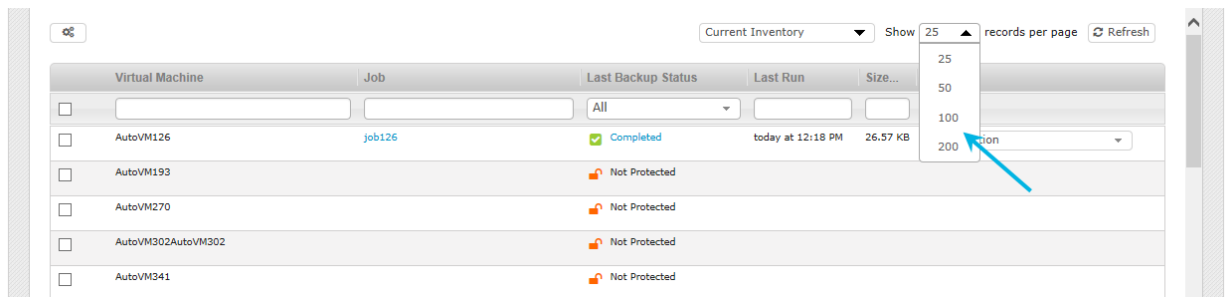 Current Inventory Show 25 records per page Refresh
25
50
100
200
Virtual Machine Job Last Backup Status Last Run Size...
All
AutoVM126 job126 Completed today at 12:18 PM 26.57 KB
AutoVM193 Not Protected
AutoVM270 Not Protected
AutoVM302AutoVM302 Not Protected
AutoVM341 Not Protected